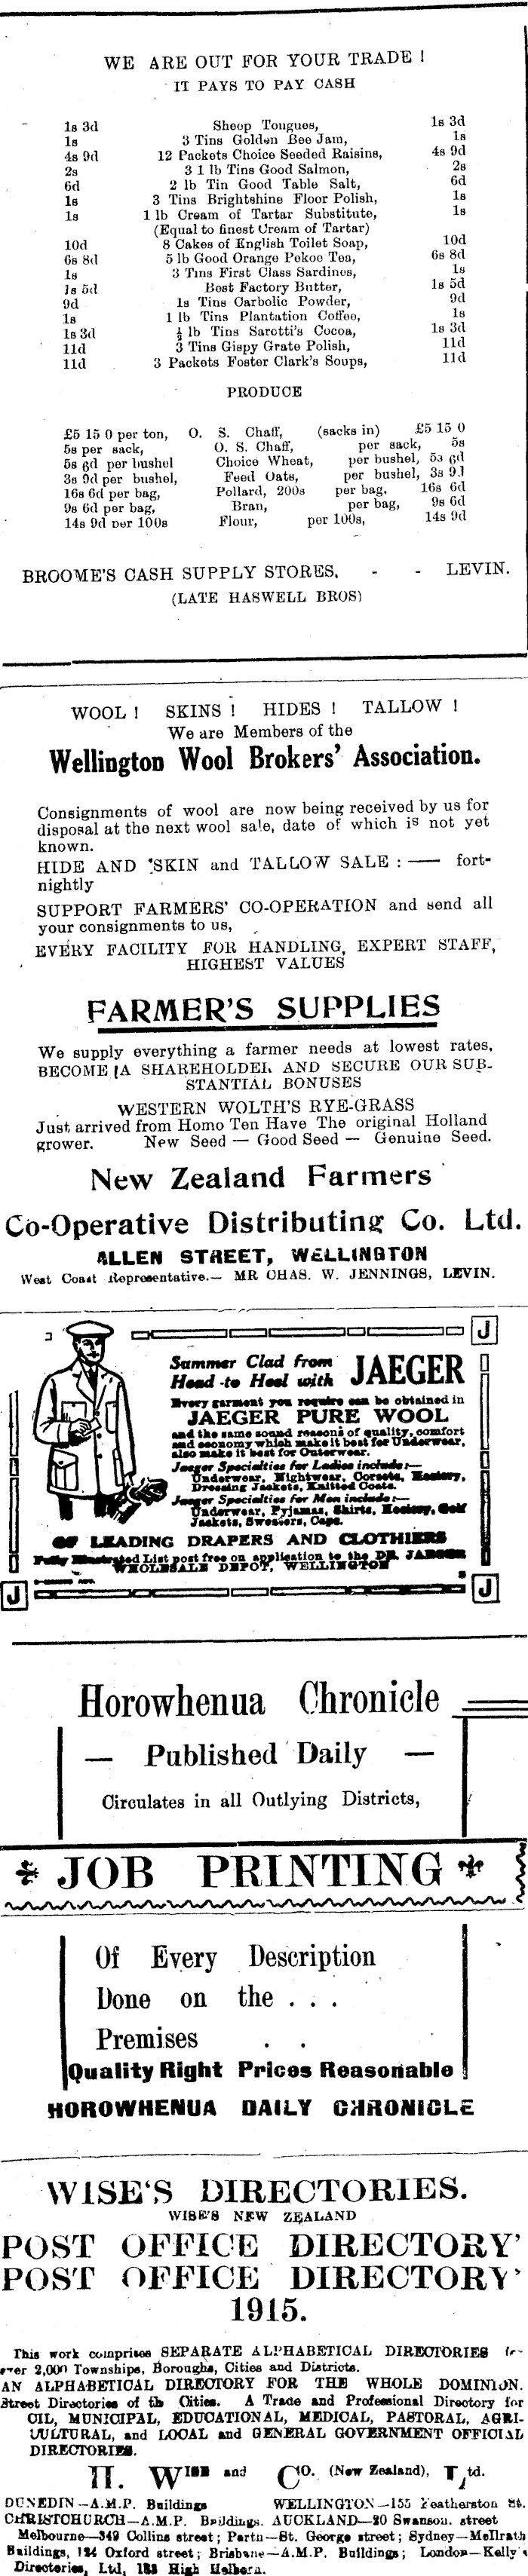 WE ARE OUT FOR YOUR TRADE !
IT PAYS TO PAY CASH
1s 3d Sheep Tongues, 1s 3d
1s 3 Tins Golden Bee Jam, 1s
4s 9d 12 Packets Choice Seeded Raisins, 4s 9d
2s 3 1 lb Tins Good Salmon, 2s
6d 2 lb Tin Good Table Salt, 6d
1s 3 Tins Brightshine Floor Polish, 1s
1s 1 lb Cream of Tartar Substitute, 1s
(Equal to finest Cream of Tartar)
10d 8 Cakes of English Toilet Soap, 10d
6s 8d 5 lb Good Orange Pekoe Tea, 6s 8d
1s 3 Tins First Class Sardines, 1s
1s 5d Best Factory Butter, 1s 5d
9d 1s Tins Carbolic Powder, 9d
1s 1 lb Tins Plantation Coffee, 1s
1s 3d ½ lb Tins Sarotti's Cocoa, 1s 3d
11d 3 Tins Gispy Grate Polish, 11d
11d 3 Packets Foster Clark's Soups, 11d
PRODUCE
£5 15 0 per ton, O. S. Chaff, (sacks in) £5 15 0
5s per sack, O. S. Chaff, per sack, 5s
5s 6d per bushel Choice Wheat, per bushel, 5s 6d
3s 9d per bushel, Feed Oats, per bushel, 3s 9d
16s 6d per bag, Pollard, 200s per bag, 16s 6d
9s 6d per bag, Bran, per bag, 9s 6d
14s 9d per 100s Flour, per 100s, 14s 9d
BROOME'S CASH SUPPLY STORES, - - LEVIN.
(LATE HASWELL BROS)
WOOL ! SKINS ! HIDES ! TALLOW !
We are Members of the
Wellington Wool Brokers' Association.
Consignments of wool are now being received by us for
disposal at the next wool sale, date of which is not yet
known.
HIDE AND SKIN and TALLOW SALE : — fort-
nightly
SUPPORT FARMERS' CO-OPERATION and send all
your consignments to us,
EVERY FACILITY FOR HANDLING, EXPERT STAFF,
HIGHEST VALUES
FARMER'S SUPPLIES
We supply everything a farmer needs at lowest rates,
BECOME A SHAREHOLDER AND SECURE OUR SUB-
STANTIAL BONUSES
WESTERN WOLTH'S RYE-GRASS
Just arrived from Homo Ten Have The original Holland
grower. New Seed — Good Seed — Genuine Seed.
New Zealand Farmers
Co-Operative Distributing Co. Ltd.
ALLEN STREET, WELLINGTON
West Coast Representative.— MR CHAS. W. JENNINGS, LEVIN.
J
Summer Clad from
Head to Heel with JAEGER
Every garment you require can be obtained in
JAEGER PURE WOOL
and the same sound reasons of quality, comfort
and economy which make it best for Underwear,
also make it best for Outerwear.
Jaeger Specialties for Ladies include:—
Underwear, Nightwear, Corsets, Hosiery,
Dressing Jackets, Knitted Coats.
Jaeger Specialties for Men include:—
Underwear, Pyjamas, Shirts, Hosiery, Golf
Jackets, Sweaters, Caps.
OF LEADING DRAPERS AND CLOTHIERS
Fully Illustrated List post free on application to the DR. JAEGER
WHOLESALE DEPOT, WELLINGTON
J J
Horowhenua Chronicle
— Published Daily —
Circulates in all Outlying Districts,
JOB PRINTING
Of Every Description
Done on the . . .
Premises . .
Quality Right Prices Reasonable
HOROWHENUA DAILY CHRONICLE
WISE'S DIRECTORIES.
WISE'S NEW ZEALAND
POST OFFICE DIRECTORY
POST OFFICE DIRECTORY
1915.
This work comprises SEPARATE ALPHABETICAL DIRECTORIES for
over 2,000 Townships, Boroughs, Cities and Districts.
AN ALPHABETICAL DIRECTORY FOR THE WHOLE DOMINION.
Street Directories of the Cities. A Trade and Professional Directory for
OIL, MUNICIPAL, EDUCATIONAL, MEDICAL, PASTORAL, AGRI-
CULTURAL, and LOCAL and GENERAL GOVERNMENT OFFICIAL
DIRECTORIES.
H. WISE and CO. (New Zealand), Ltd.
DUNEDIN—A.M.P. Buildings WELLINGTON—155 Featherston St.
CHRISTCHURCH—A.M.P. Buildings. AUCKLAND—20 Swanson street
Melbourne—349 Collins street; Perth—St. George street; Sydney—McIlrath
Buildings, 124 Oxford street; Brisbane—A.M.P. Buildings; London—Kelly's
Directories, Ltd, 182 High Holborn.